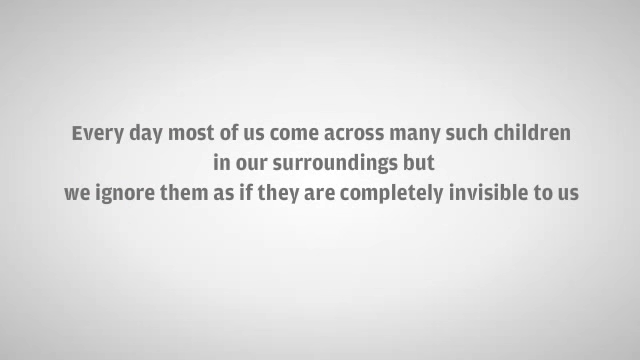 Every day most of us come across many such children
in our surroundings but
we ignore them as if they are completely invisible to us